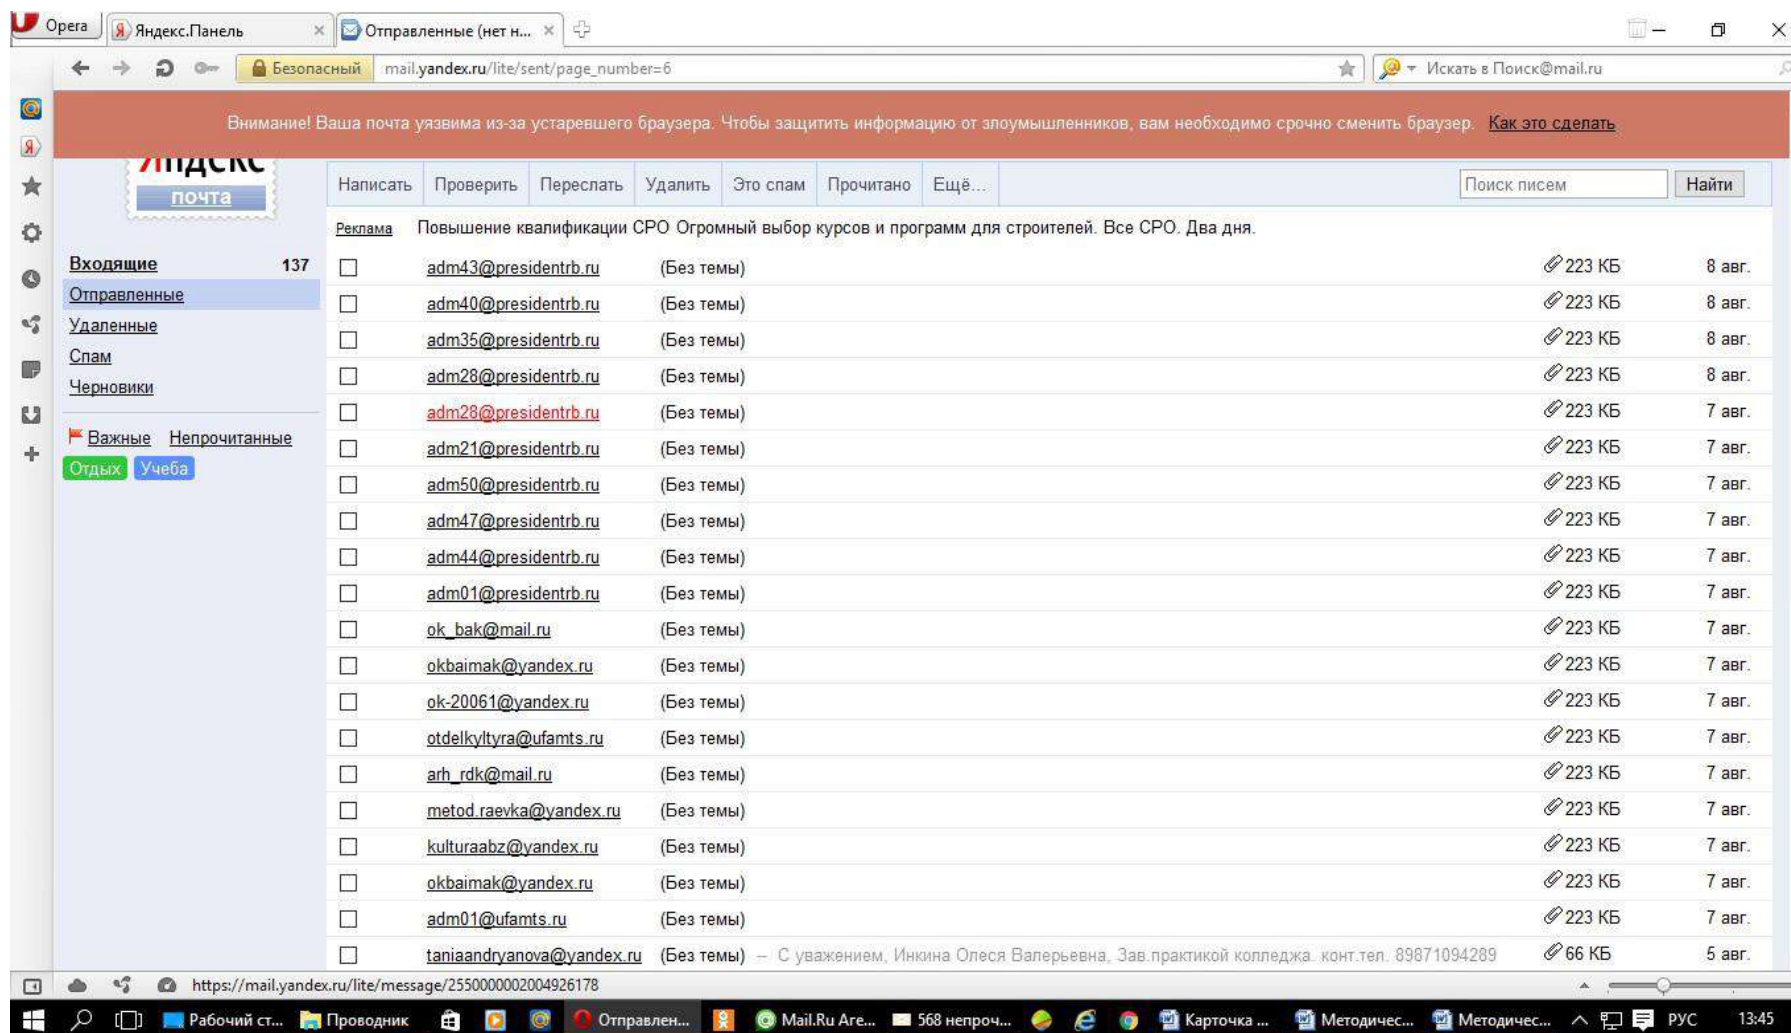 Opera Яндекс.Панель Отправленные (нет н...
Безопасный mail.yandex.ru/lite/sent/page_number=6 Искать в Поиск@mail.ru
Внимание! Ваша почта уязвима из-за устаревшего браузера. Чтобы защитить информацию от злоумышленников, вам необходимо срочно сменить браузер. Как это сделать
Яндекс
почта
Написать Проверить Переслать Удалить Это спам Прочитано Ещё... Поиск писем Найти
Реклама Повышение квалификации СРО Огромный выбор курсов и программ для строителей. Все СРО. Два дня.
Входящие 137
Отправленные
Удаленные
Спам
Черновики
Важные Непрочитанные
Отдых Учеба
adm43@presidentrb.ru (Без темы) 223 КБ 8 авг.
adm40@presidentrb.ru (Без темы) 223 КБ 8 авг.
adm35@presidentrb.ru (Без темы) 223 КБ 8 авг.
adm28@presidentrb.ru (Без темы) 223 КБ 8 авг.
adm28@presidentrb.ru (Без темы) 223 КБ 7 авг.
adm21@presidentrb.ru (Без темы) 223 КБ 7 авг.
adm50@presidentrb.ru (Без темы) 223 КБ 7 авг.
adm47@presidentrb.ru (Без темы) 223 КБ 7 авг.
adm44@presidentrb.ru (Без темы) 223 КБ 7 авг.
adm01@presidentrb.ru (Без темы) 223 КБ 7 авг.
ok_bak@mail.ru (Без темы) 223 КБ 7 авг.
okbaimak@yandex.ru (Без темы) 223 КБ 7 авг.
ok-20061@yandex.ru (Без темы) 223 КБ 7 авг.
otdelkyltyra@ufamts.ru (Без темы) 223 КБ 7 авг.
arh_rdk@mail.ru (Без темы) 223 КБ 7 авг.
metod.raevka@yandex.ru (Без темы) 223 КБ 7 авг.
kulturaabz@yandex.ru (Без темы) 223 КБ 7 авг.
okbaimak@yandex.ru (Без темы) 223 КБ 7 авг.
adm01@ufamts.ru (Без темы) 223 КБ 7 авг.
taniaandryanova@yandex.ru (Без темы) – С уважением, Инкина Олеся Валерьевна, Зав.практикой колледжа. конт.тел. 89871094289 66 КБ 5 авг.
https://mail.yandex.ru/lite/message/2550000002004926178
Рабочий ст... Проводник Отправлен... Mail.Ru Аге... 568 непроч... Карточка ... Методичес... Методичес... РУС 13:45